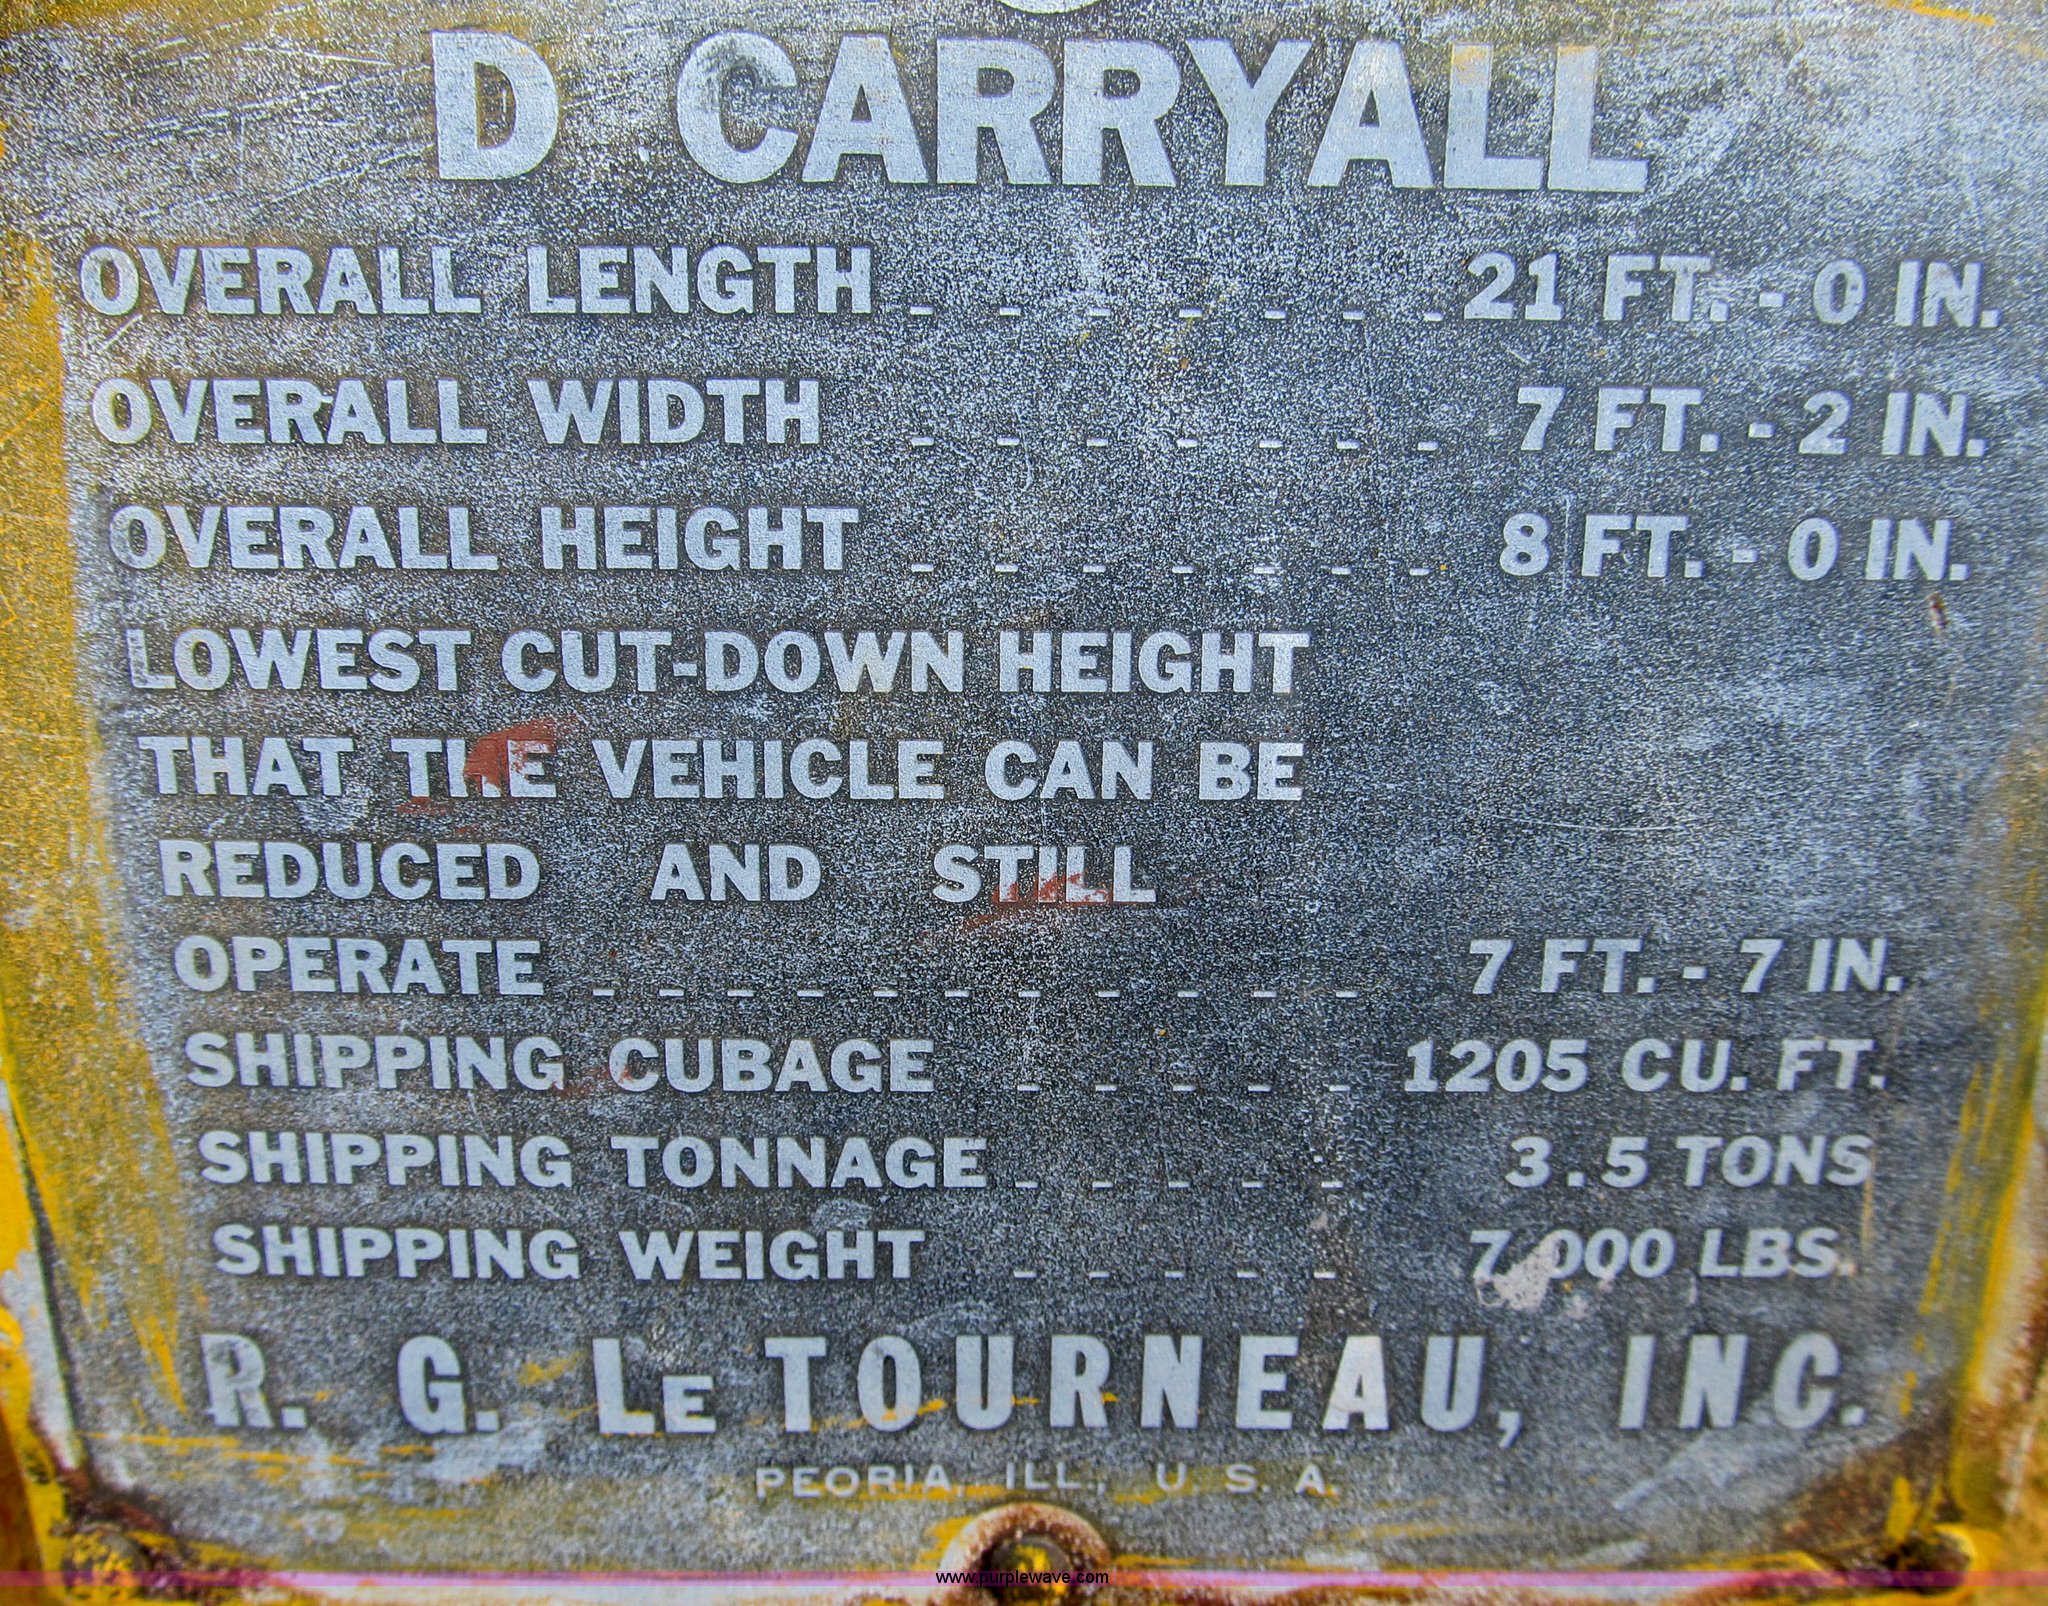 D CARRYALL
OVERALL LENGTH _ _ _ _ _ _ _ 21 FT. - 0 IN.
OVERALL WIDTH _ _ _ _ _ _ _ 7 FT. - 2 IN.
OVERALL HEIGHT _ _ _ _ _ _ _ 8 FT. - 0 IN.
LOWEST CUT-DOWN HEIGHT
THAT THE VEHICLE CAN BE
REDUCED AND STILL
OPERATE _ _ _ _ _ _ _ _ _ _ _ 7 FT. - 7 IN.
SHIPPING CUBAGE _ _ _ _ _ 1205 CU. FT.
SHIPPING TONNAGE _ _ _ _ _ 3.5 TONS
SHIPPING WEIGHT _ _ _ _ _ 7,000 LBS.
R. G. LE TOURNEAU, INC.
PEORIA, ILL., U. S. A.
www.purplewave.com